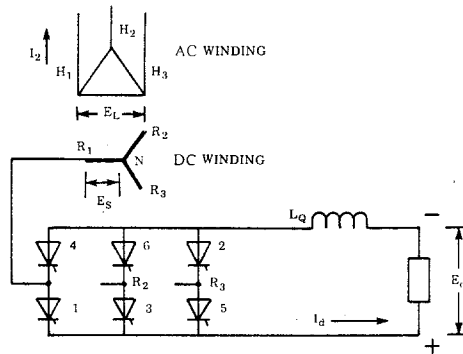 H2
I2
AC WINDING
H1
H3
EL
R2
R1
N
DC WINDING
R3
ES
LQ
−
4
6
2
R2
R3
1
3
5
Id
+